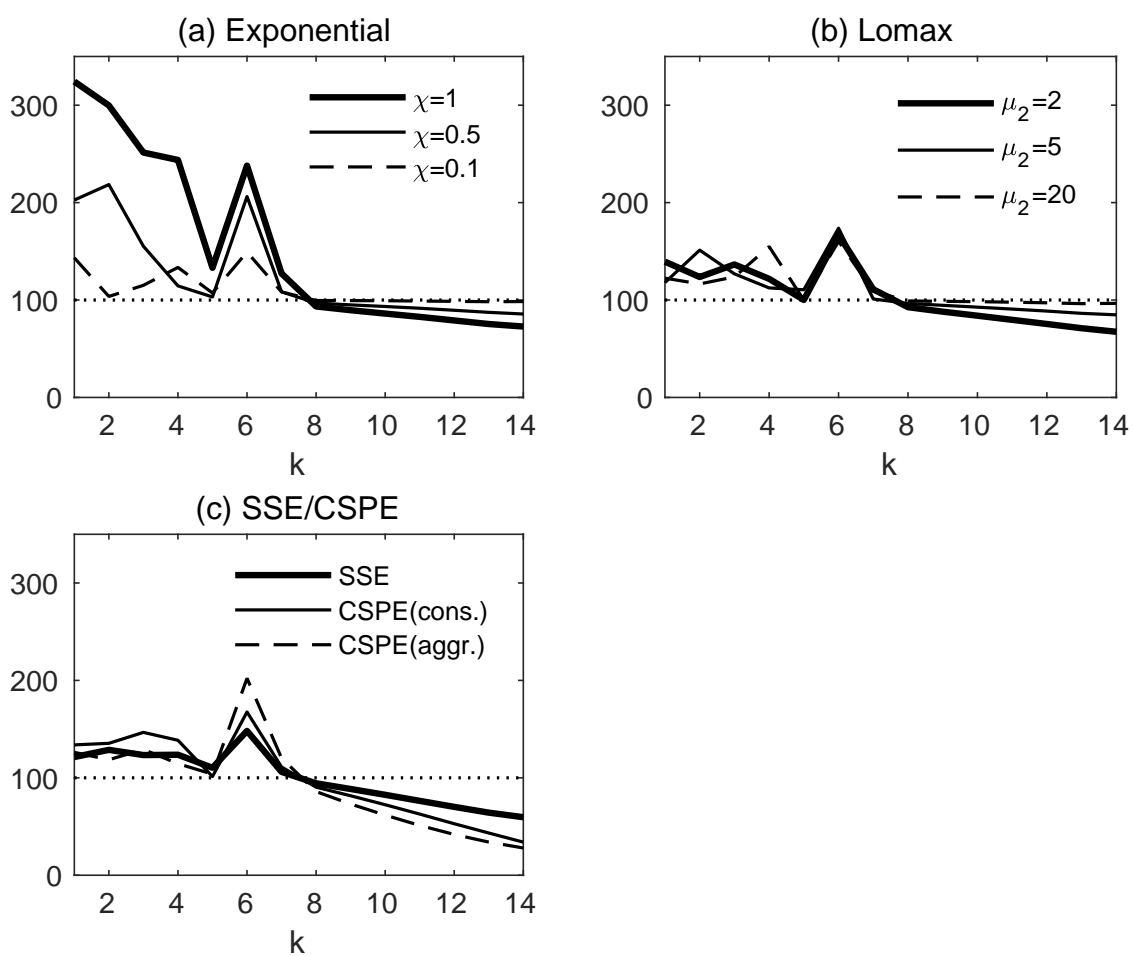 (a) Exponential
300
200
100
0
χ=1
χ=0.5
χ=0.1
2 4 6 8 10 12 14
k
(b) Lomax
300
200
100
0
μ2=2
μ2=5
μ2=20
2 4 6 8 10 12 14
k
(c) SSE/CSPE
300
200
100
0
SSE
CSPE(cons.)
CSPE(aggr.)
2 4 6 8 10 12 14
k